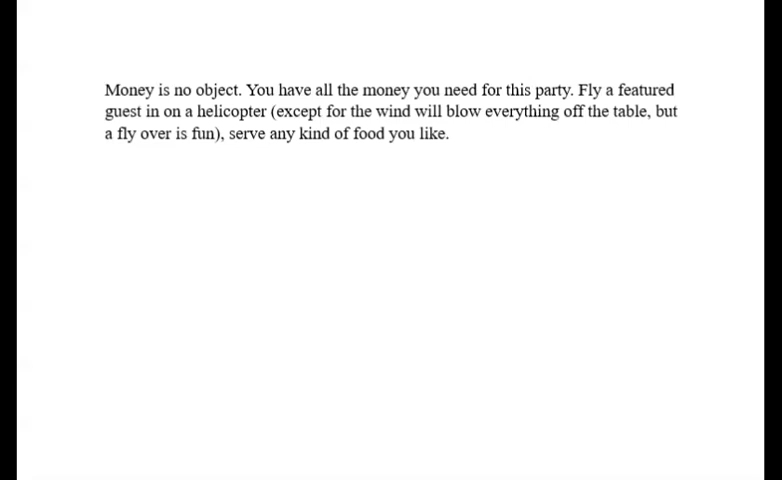 Money is no object. You have all the money you need for this party. Fly a featured
guest in on a helicopter (except for the wind will blow everything off the table, but
a fly over is fun), serve any kind of food you like.